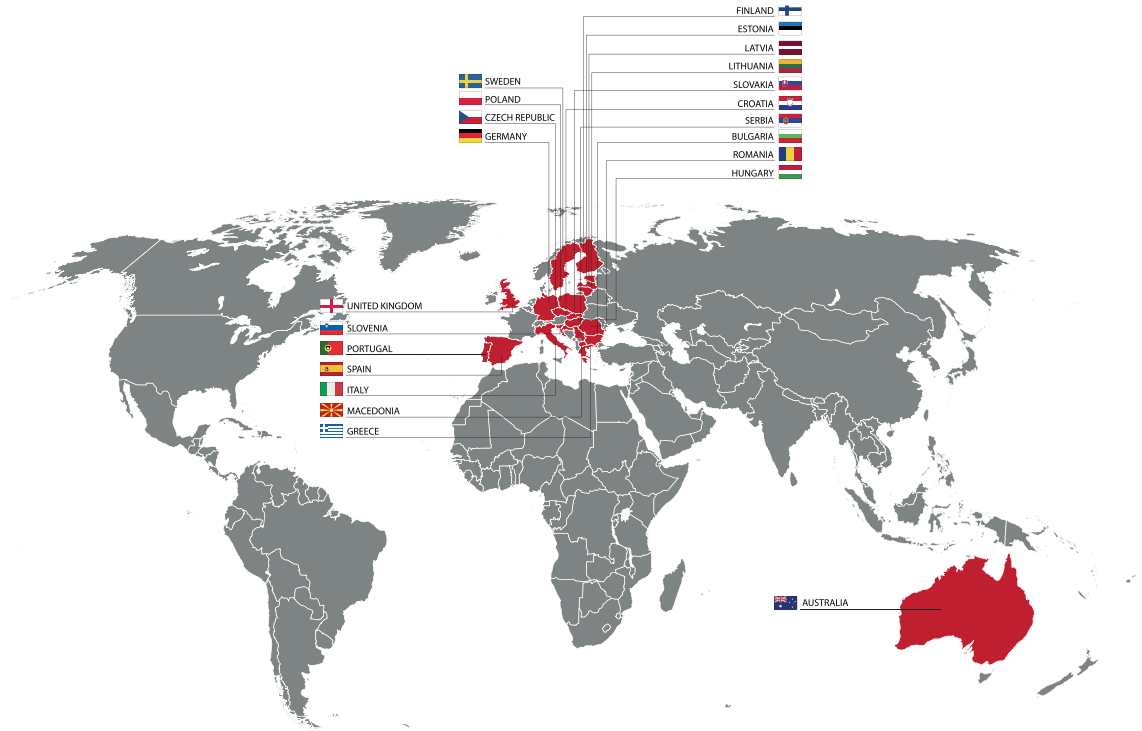 FINLAND
ESTONIA
LATVIA
LITHUANIA
SLOVAKIA
CROATIA
SERBIA
BULGARIA
ROMANIA
HUNGARY
SWEDEN
POLAND
CZECH REPUBLIC
GERMANY
UNITED KINGDOM
SLOVENIA
PORTUGAL
SPAIN
ITALY
MACEDONIA
GREECE
AUSTRALIA